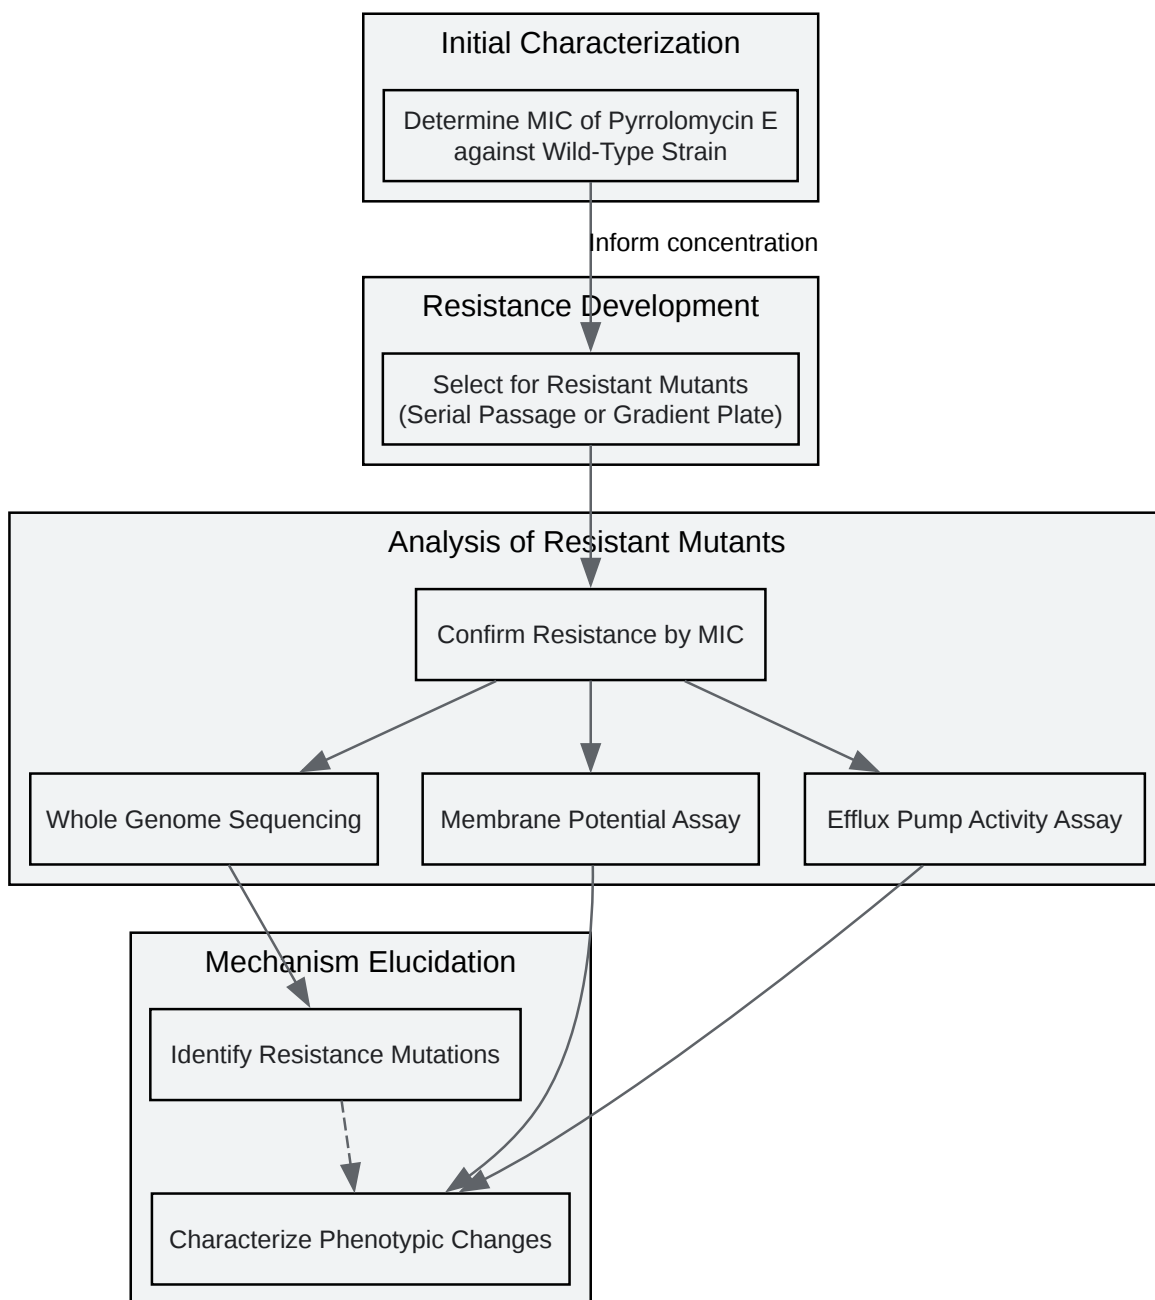 Initial Characterization
Determine MIC of Pyrrolomycin E
against Wild-Type Strain
Inform concentration
Resistance Development
Select for Resistant Mutants
(Serial Passage or Gradient Plate)
Analysis of Resistant Mutants
Confirm Resistance by MIC
Whole Genome Sequencing
Membrane Potential Assay
Efflux Pump Activity Assay
Mechanism Elucidation
Identify Resistance Mutations
Characterize Phenotypic Changes